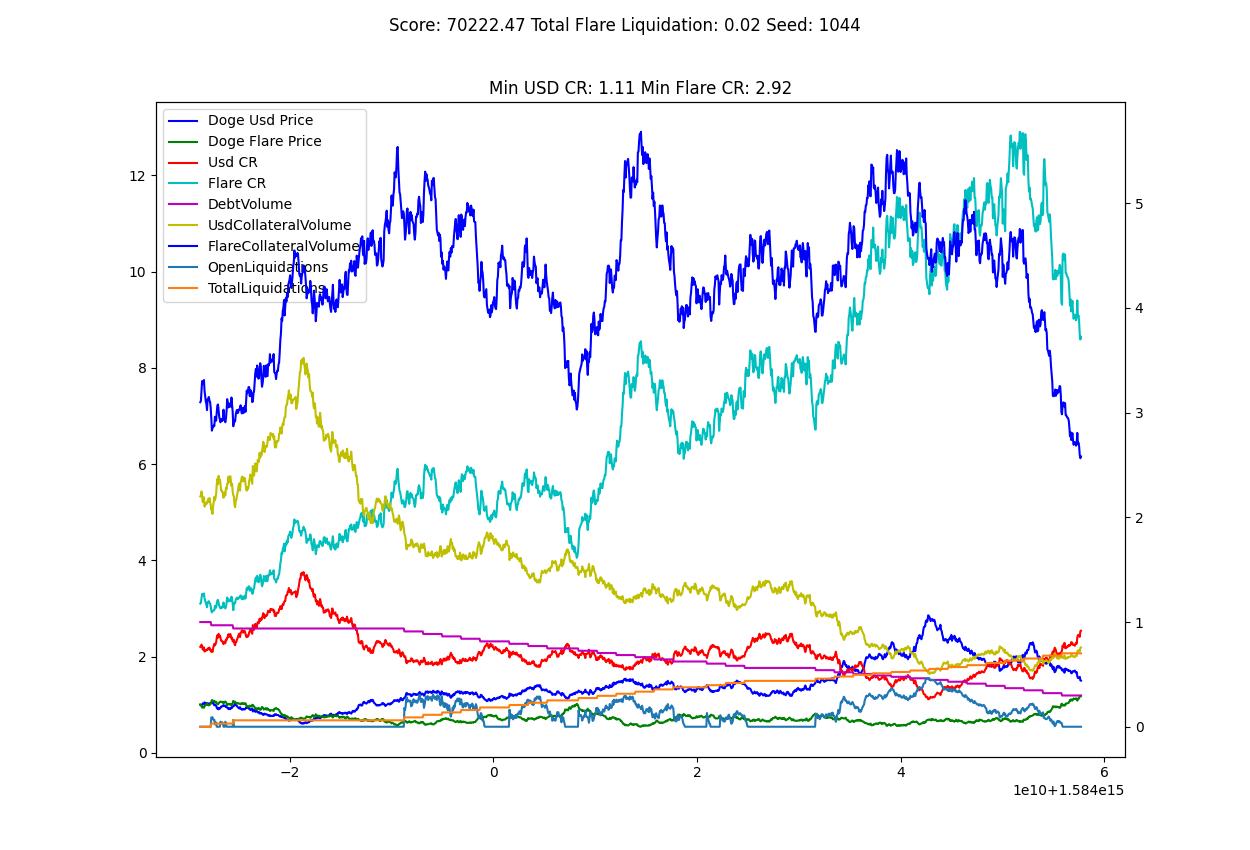 Score: 70222.47 Total Flare Liquidation: 0.02 Seed: 1044
Min USD CR: 1.11 Min Flare CR: 2.92
Doge Usd Price
Doge Flare Price
Usd CR
Flare CR
DebtVolume
UsdCollateralVolume
FlareCollateralVolume
OpenLiquidations
TotalLiquidations
12
10
8
6
4
2
0
5
4
3
2
1
0
−2
0
2
4
6
1e10+1.584e15